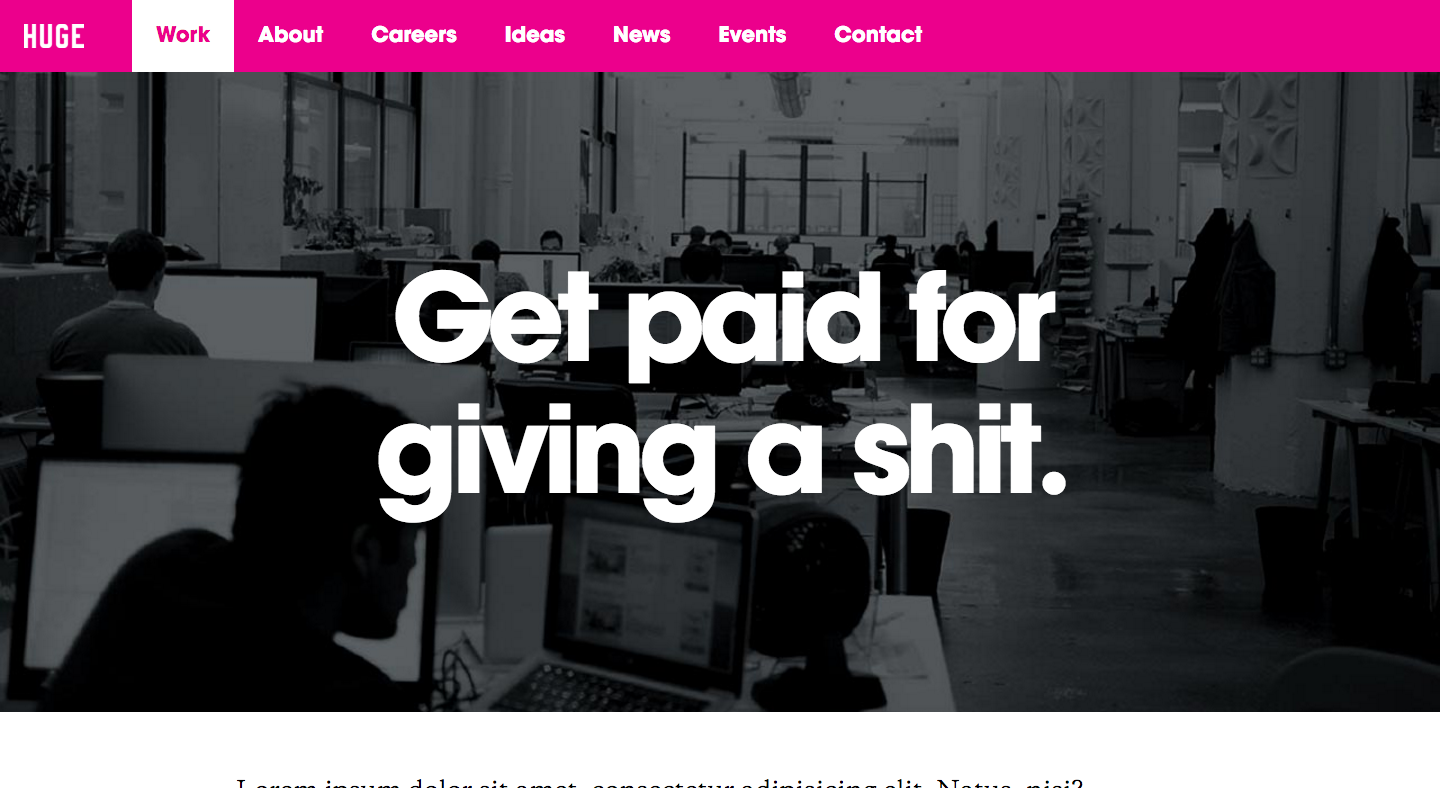 HUGE Work About Careers Ideas News Events Contact
Get paid for
giving a shit.
Lorem ipsum dolor sit amet, consectetur adipisicing elit. Natus, nisi?